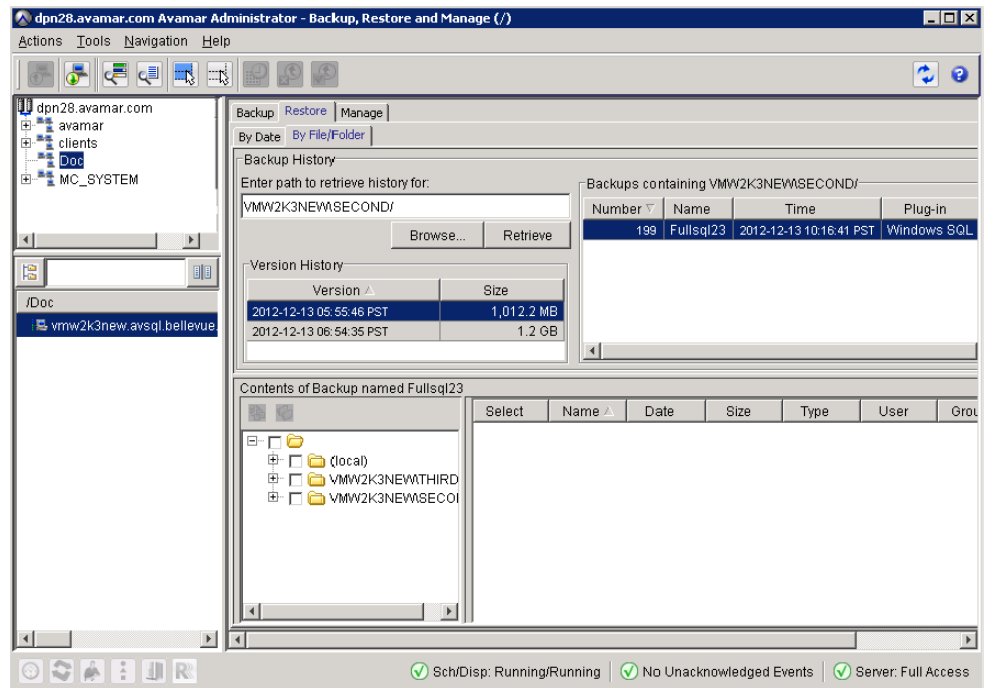 dpn28.avamar.com Avamar Administrator - Backup, Restore and Manage (/)
Actions Tools Navigation Help
dpn28.avamar.com
avamar
clients
Doc
MC_SYSTEM
/Doc
vmw2k3new.avsql.bellevue.
Backup Restore Manage
By Date By File/Folder
Backup History
Enter path to retrieve history for:
VMW2K3NEW\SECOND/
Browse... Retrieve
Version History
Version Size
2012-12-13 05:55:46 PST 1,012.2 MB
2012-12-13 06:54:35 PST 1.2 GB
Backups containing VMW2K3NEW\SECOND/
Number Name Time Plug-in
199 Fullsql23 2012-12-13 10:16:41 PST Windows SQL
Contents of Backup named Fullsql23
(local)
VMW2K3NEW\THIRD
VMW2K3NEW\SECO
Select Name Date Size Type User Grou
Sch/Disp: Running/Running No Unacknowledged Events Server: Full Access